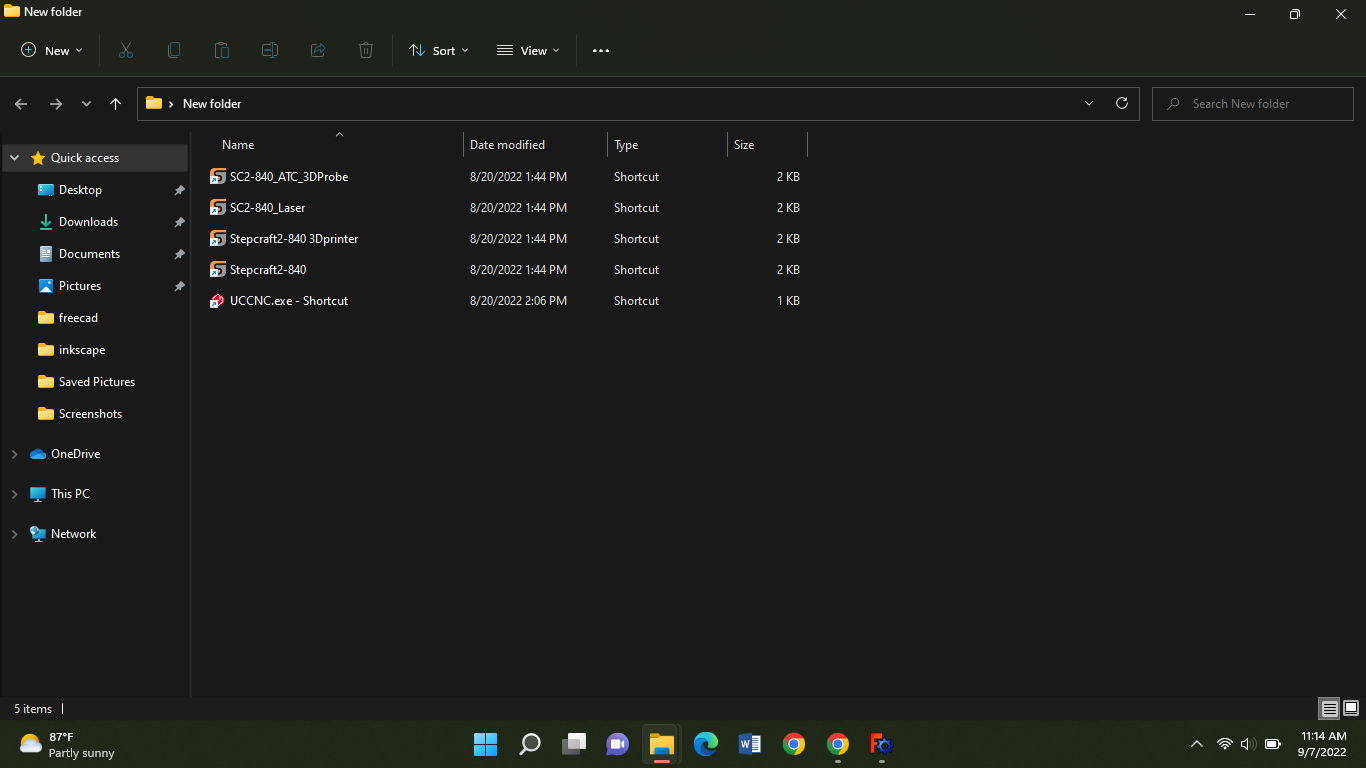 New folder
New
Sort
View
New folder
Search New folder
Name
Date modified
Type
Size
Quick access
Desktop
Downloads
Documents
Pictures
freecad
inkscape
Saved Pictures
Screenshots
OneDrive
This PC
Network
SC2-840_ATC_3DProbe 8/20/2022 1:44 PM Shortcut 2 KB
SC2-840_Laser 8/20/2022 1:44 PM Shortcut 2 KB
Stepcraft2-840 3Dprinter 8/20/2022 1:44 PM Shortcut 2 KB
Stepcraft2-840 8/20/2022 1:44 PM Shortcut 2 KB
UCCNC.exe - Shortcut 8/20/2022 2:06 PM Shortcut 1 KB
5 items
87°F
Partly sunny
11:14 AM
9/7/2022